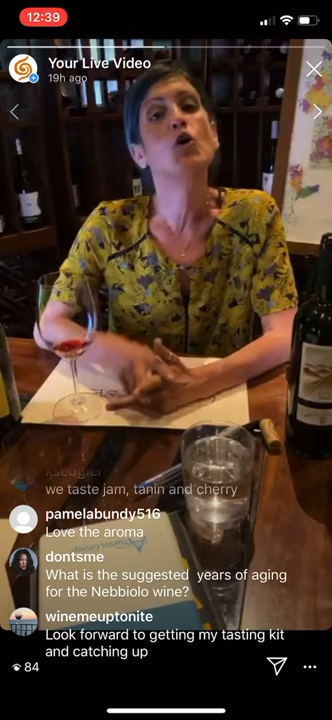 12:39
Your Live Video
19h ago
ksedgler
we taste jam, tanin and cherry
pamelabundy516
Love the aroma
dontsme
What is the suggested years of aging
for the Nebbiolo wine?
winemeuptonite
Look forward to getting my tasting kit
and catching up
84